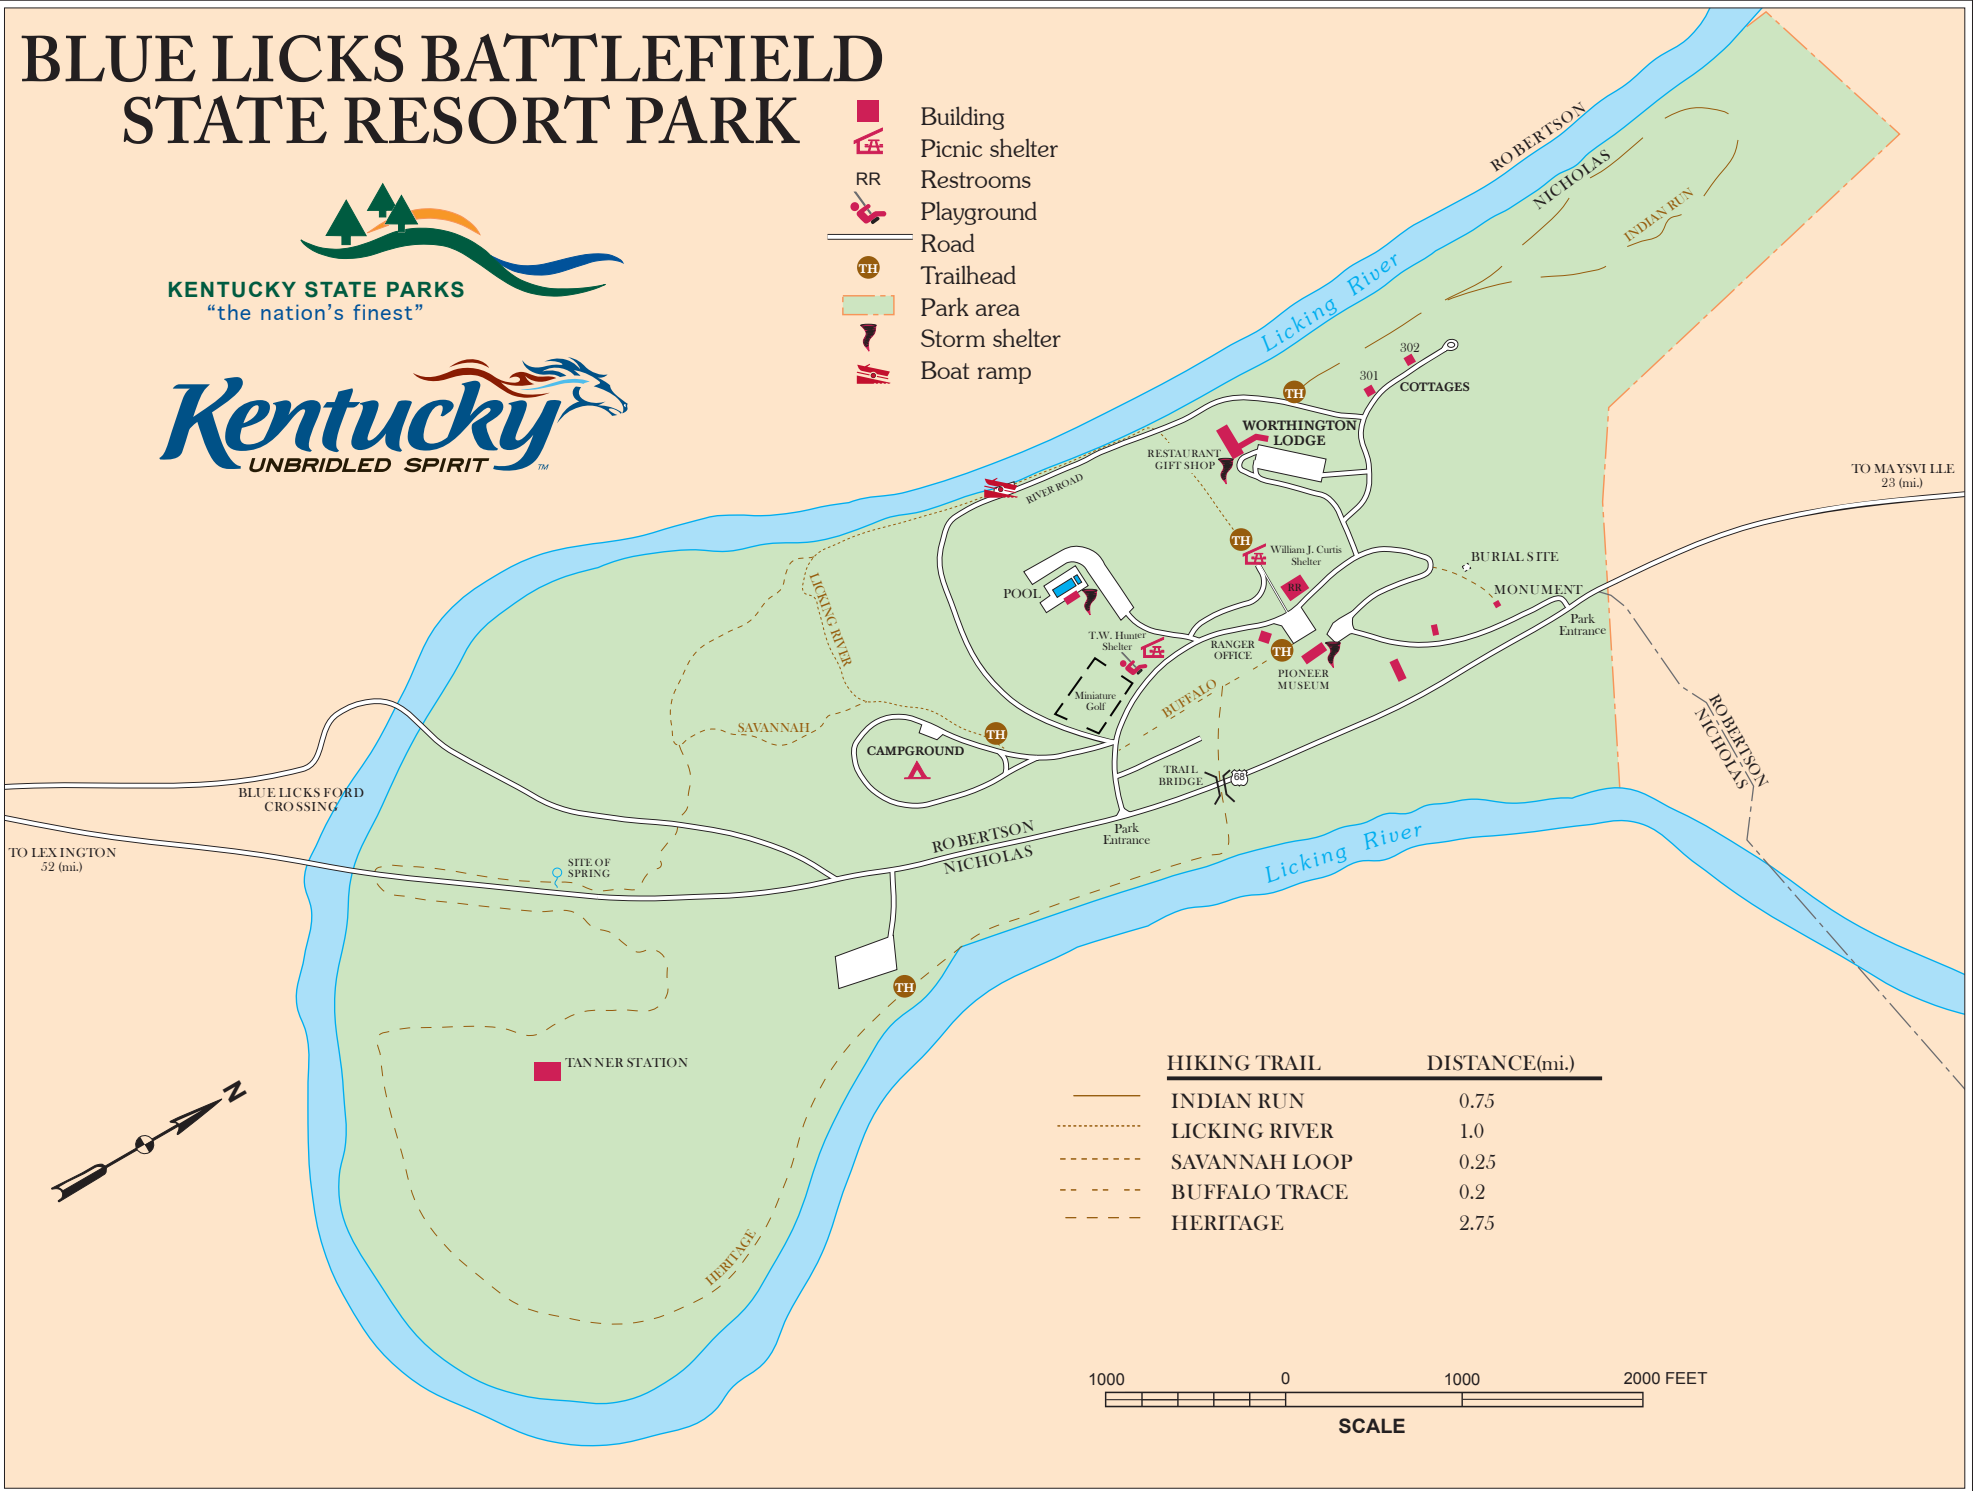 BLUE LICKS BATTLEFIELD
STATE RESORT PARK
KENTUCKY STATE PARKS
“the nation's finest”
Kentucky
UNBRIDLED SPIRIT
TM
Building
Picnic shelter
RR
Restrooms
Playground
Road
TH
Trailhead
Park area
Storm shelter
Boat ramp
ROBERTSON
NICHOLAS
INDIAN RUN
Licking River
302
301
COTTAGES
TH
WORTHINGTON
LODGE
RESTAURANT
GIFT SHOP
RIVER ROAD
TO MAYSVILLE
23 (mi.)
TH
William J. Curtis
Shelter
RR
BURIAL SITE
MONUMENT
Park
Entrance
POOL
LICKING RIVER
T.W. Hunter
Shelter
RANGER
OFFICE
TH
PIONEER
MUSEUM
Miniature
Golf
BUFFALO
SAVANNAH
TH
CAMPGROUND
TRAIL
BRIDGE
68
ROBERTSON
NICHOLAS
BLUE LICKS FORD
CROSSING
TO LEXINGTON
52 (mi.)
SITE OF
SPRING
ROBERTSON
NICHOLAS
Park
Entrance
Licking River
TH
TANNER STATION
HERITAGE
N
HIKING TRAIL DISTANCE(mi.)
INDIAN RUN 0.75
LICKING RIVER 1.0
SAVANNAH LOOP 0.25
BUFFALO TRACE 0.2
HERITAGE 2.75
1000 0 1000 2000 FEET
SCALE